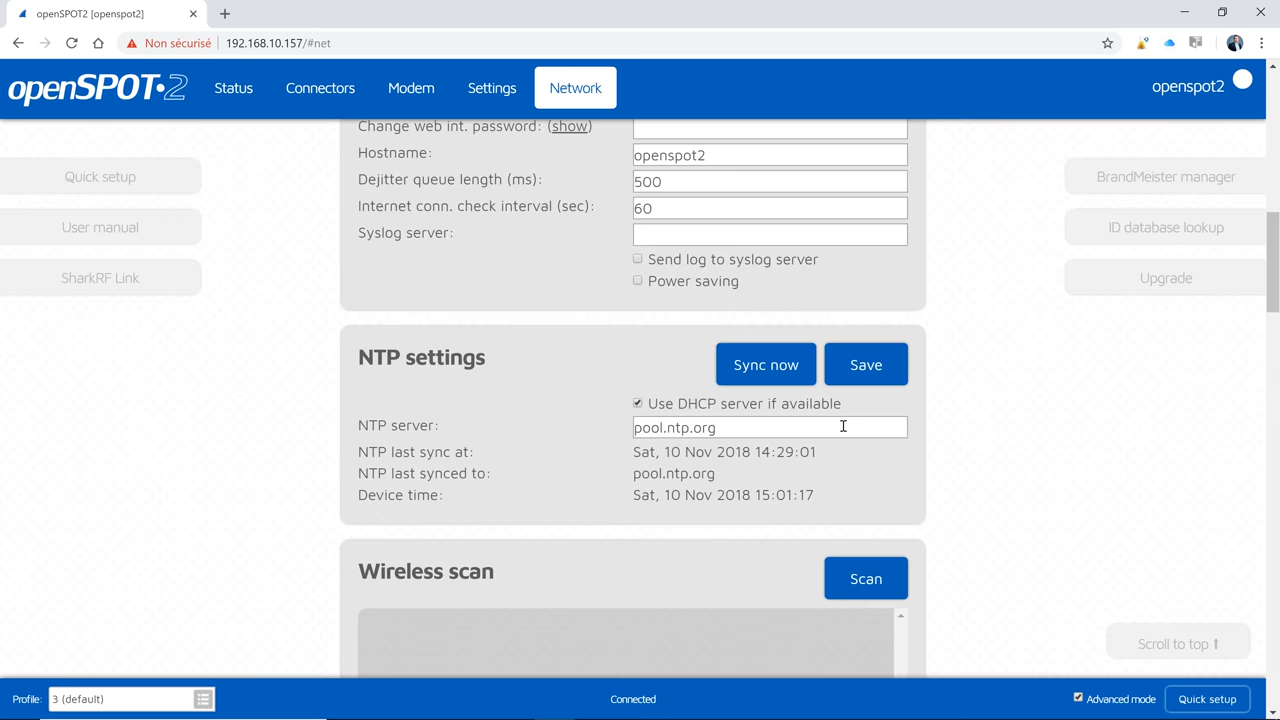 openSPOT2 [openspot2]
Non sécurisé 192.168.10.157/#net
openSPOT•2 Status Connectors Modem Settings Network openspot2
Quick setup
User manual
SharkRF Link
Change web int. password: (show)
Hostname: openspot2
Dejitter queue length (ms): 500
Internet conn. check interval (sec): 60
Syslog server:
Send log to syslog server
Power saving
NTP settings Sync now Save
Use DHCP server if available
NTP server: pool.ntp.org
NTP last sync at: Sat, 10 Nov 2018 14:29:01
NTP last synced to: pool.ntp.org
Device time: Sat, 10 Nov 2018 15:01:17
Wireless scan Scan
BrandMeister manager
ID database lookup
Upgrade
Scroll to top ↑
Profile: 3 (default) Connected Advanced mode Quick setup